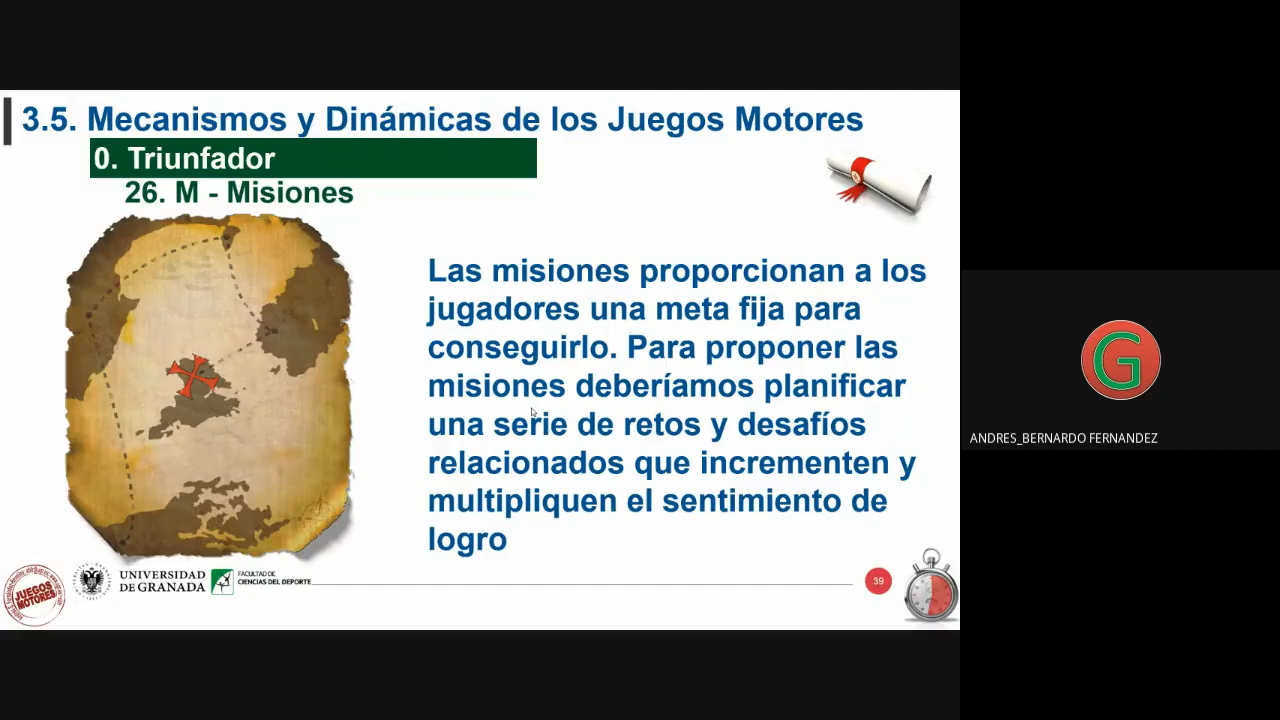 3.5. Mecanismos y Dinámicas de los Juegos Motores
0. Triunfador
26. M - Misiones
Las misiones proporcionan a los
jugadores una meta fija para
conseguirlo. Para proponer las
misiones deberíamos planificar
una serie de retos y desafíos
relacionados que incrementen y
multipliquen el sentimiento de
logro
JUEGOS
MOTORES
UNIVERSIDAD
DE GRANADA
FACULTAD DE
CIENCIAS DEL DEPORTE
39
G
ANDRES_BERNARDO FERNANDEZ